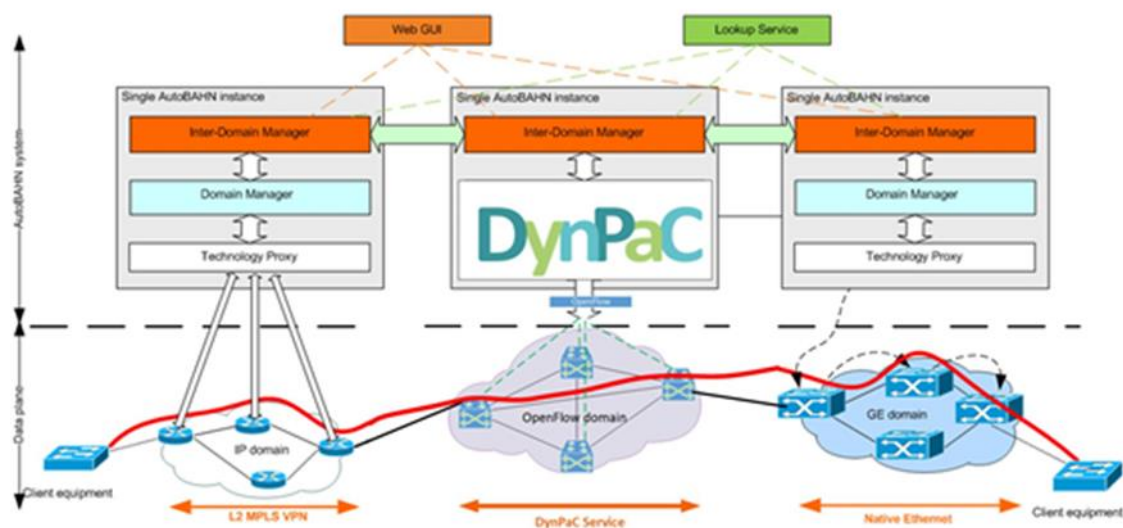 Web GUI
Lookup Service
AutoBAHN system
Single AutoBAHN instance
Single AutoBAHN instance
Single AutoBAHN instance
Inter-Domain Manager
Inter-Domain Manager
Inter-Domain Manager
Domain Manager
DynPaC
Domain Manager
Technology Proxy
Technology Proxy
OpenFlow
Data plane
IP domain
OpenFlow domain
GE domain
Client equipment
L2 MPLS VPN
DynPaC Service
Native Ethernet
Client equipment